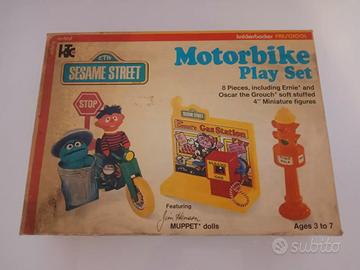 knickerbocker PRESCHOOL
KTC
CTW
SESAME STREET
Motorbike
Play Set
8 Pieces, including Ernie* and
Oscar the Grouch* soft stuffed
4" Miniature figures
STOP
Gas Station
Featuring
Jim Henson
MUPPET* dolls
Ages 3 to 7
subito